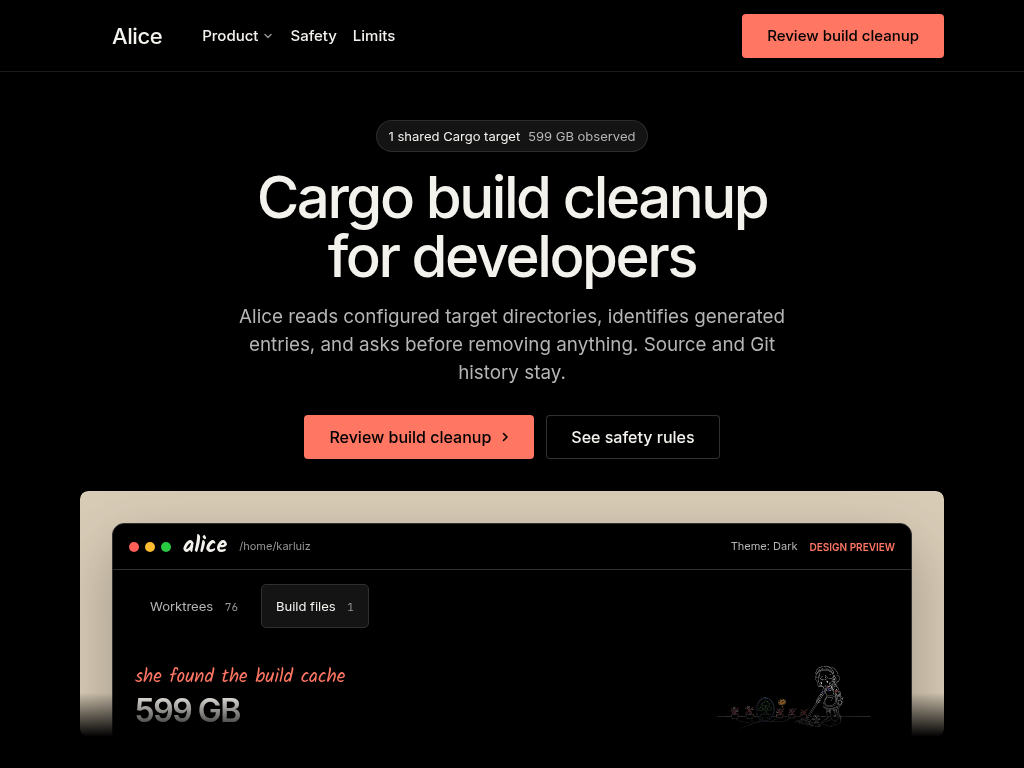 Alice
Product
Safety
Limits
Review build cleanup
1 shared Cargo target 599 GB observed
Cargo build cleanup
for developers
Alice reads configured target directories, identifies generated
entries, and asks before removing anything. Source and Git
history stay.
Review build cleanup
See safety rules
alice /home/karluiz
Theme: Dark DESIGN PREVIEW
Worktrees 76
Build files 1
she found the build cache
599 GB